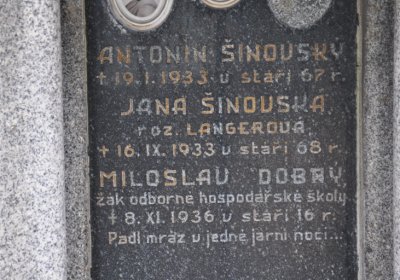 ANTONÍN ŠINOVSKÝ
† 19. I. 1933 v stáří 67 r.
JANA ŠINOVSKÁ
roz. LANGEROVÁ,
† 16. IX. 1933 v stáří 68 r.
MILOSLAV DOBRÝ
žák odborné hospodářské školy
† 8. XI. 1936 v stáří 16 r.
Padl mráz v jedné jarní noci...